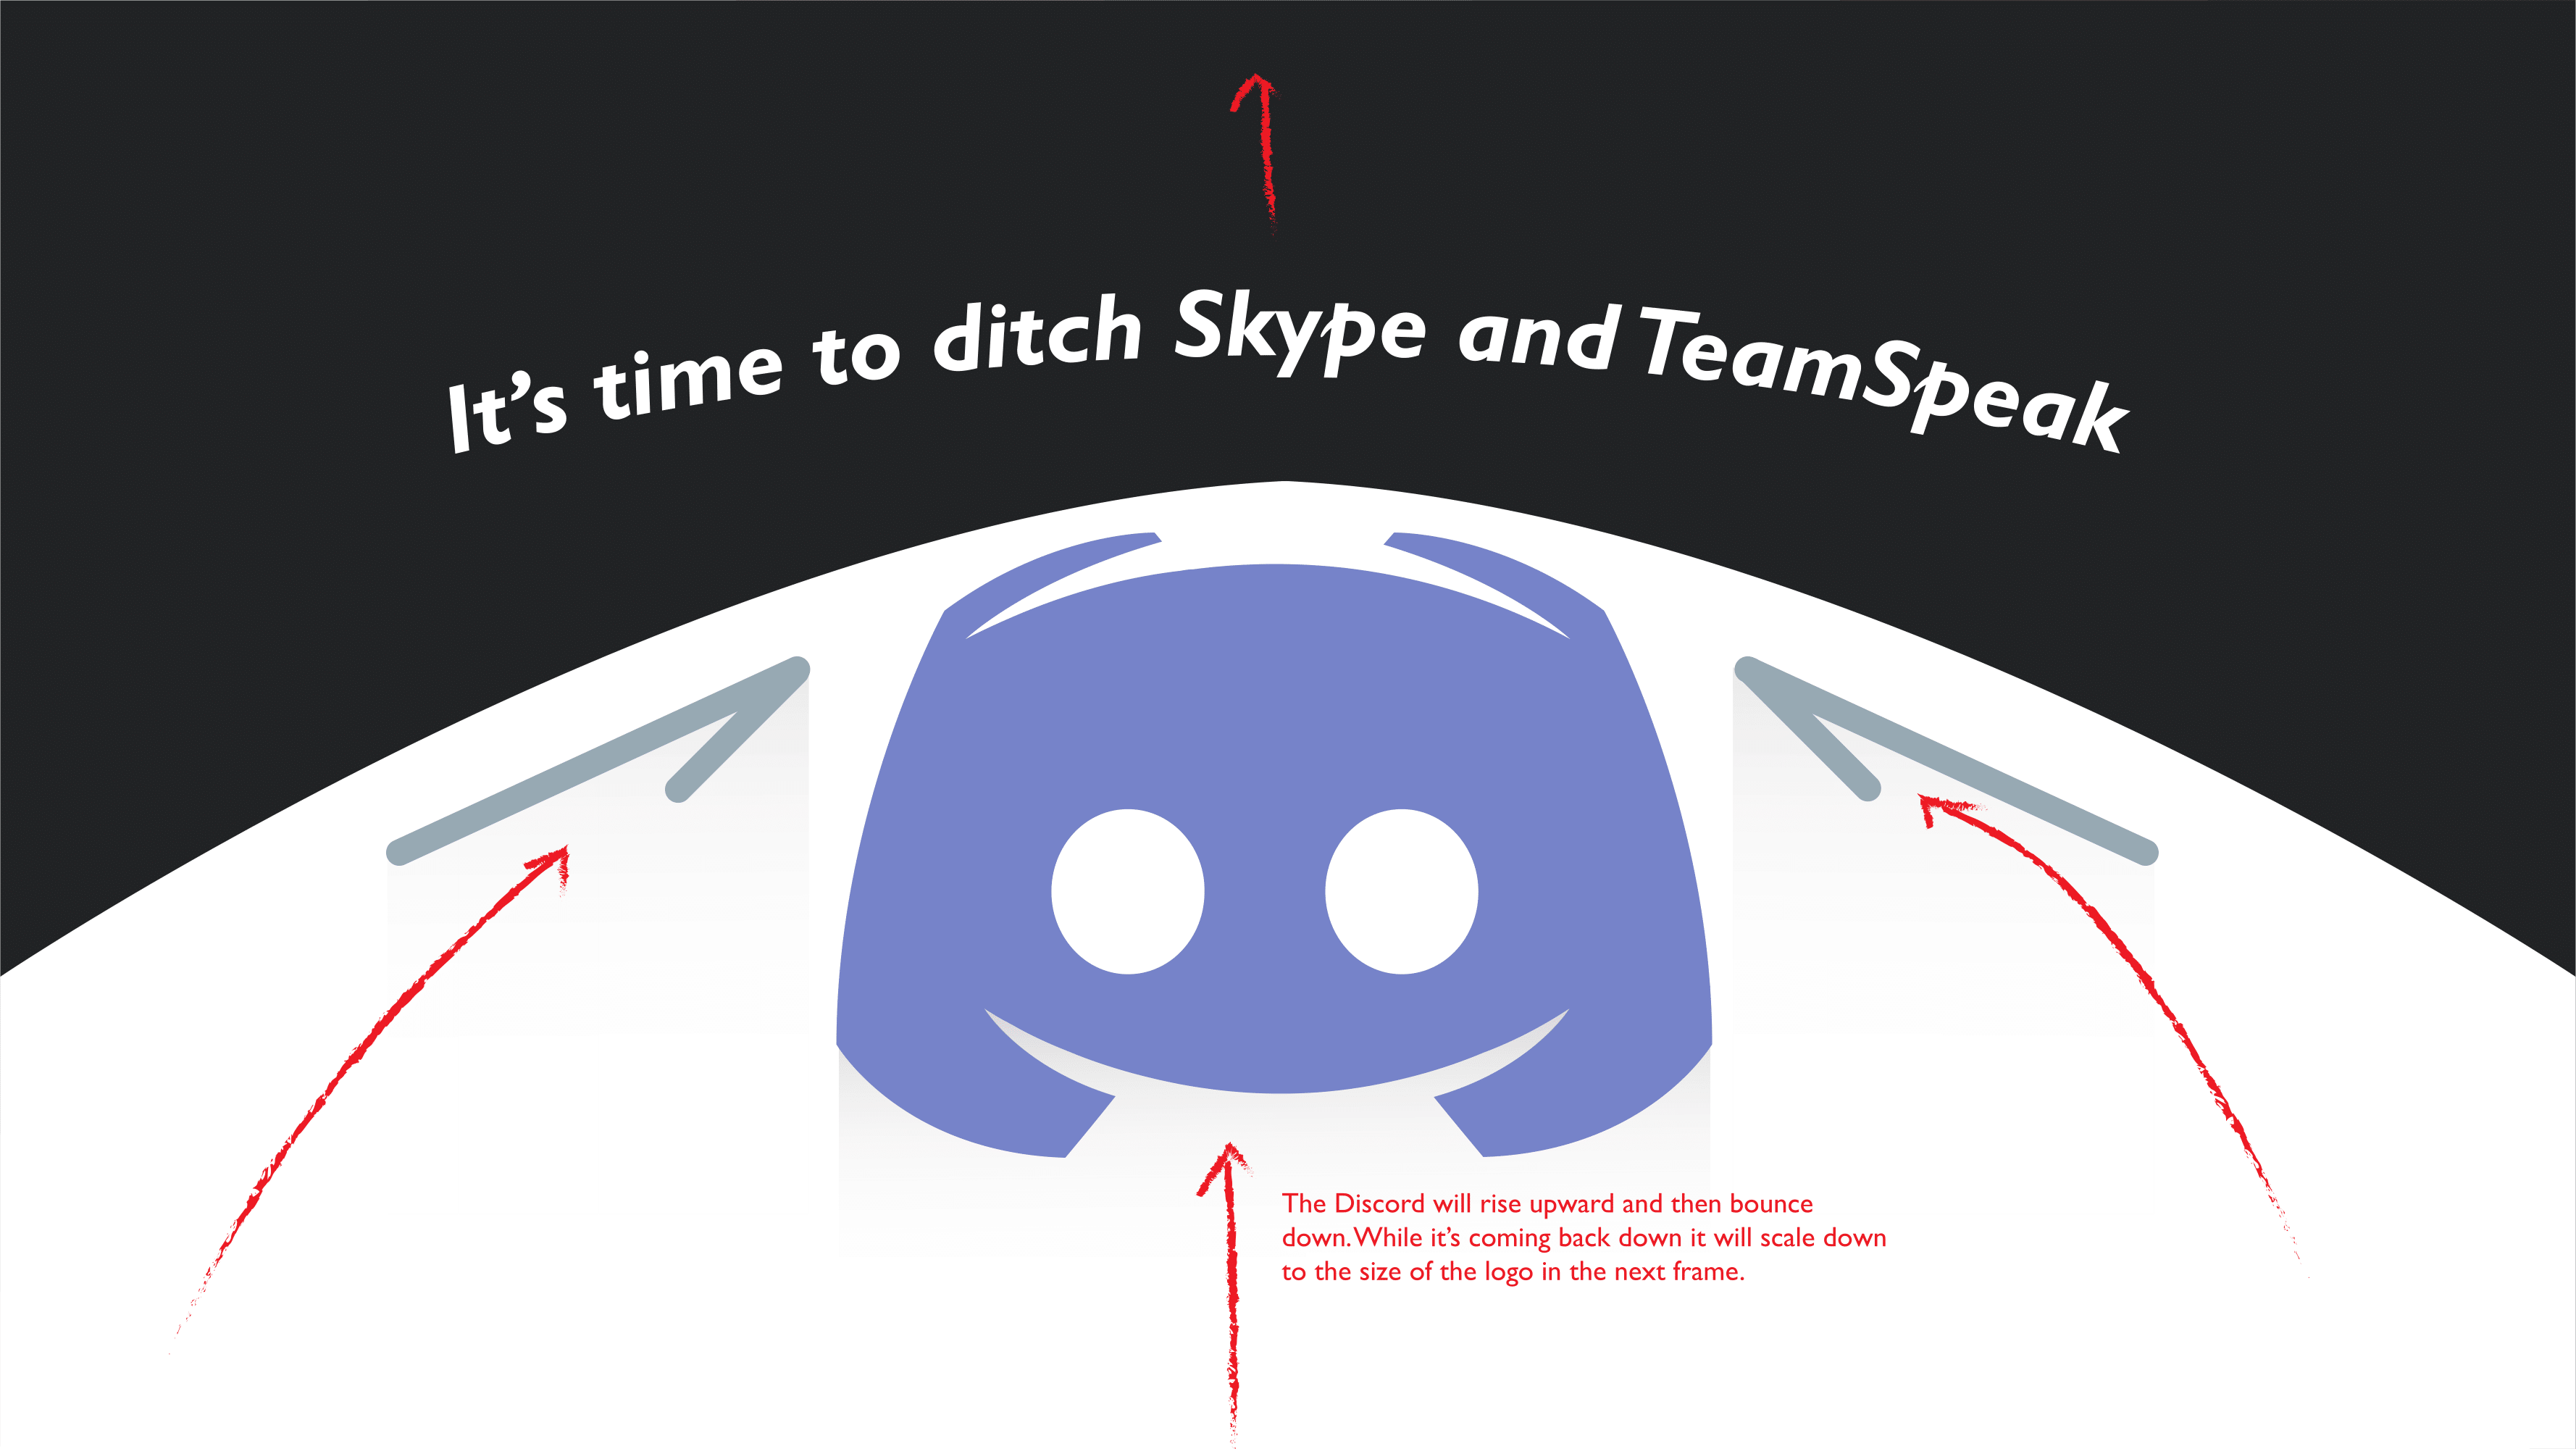 It’s time to ditch Skype and TeamSpeak
The Discord will rise upward and then bounce
down. While it’s coming back down it will scale down
to the size of the logo in the next frame.